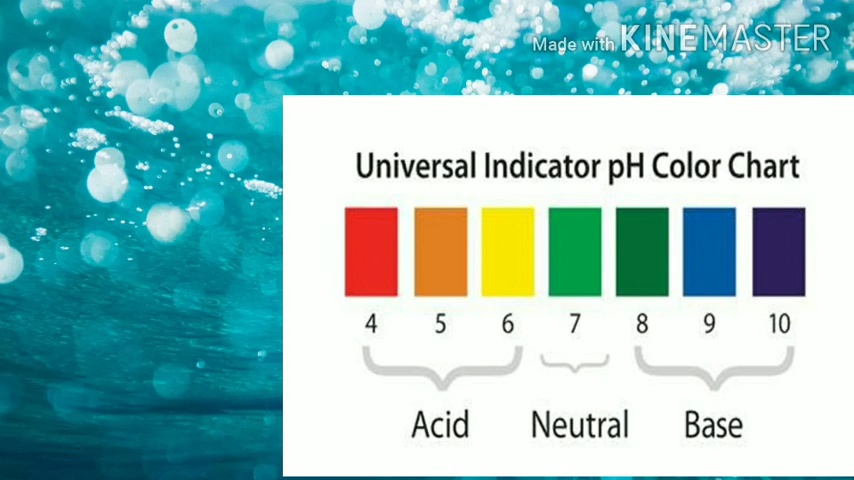 Made with KINEMASTER
Universal Indicator pH Color Chart
4 5 6 7 8 9 10
Acid Neutral Base